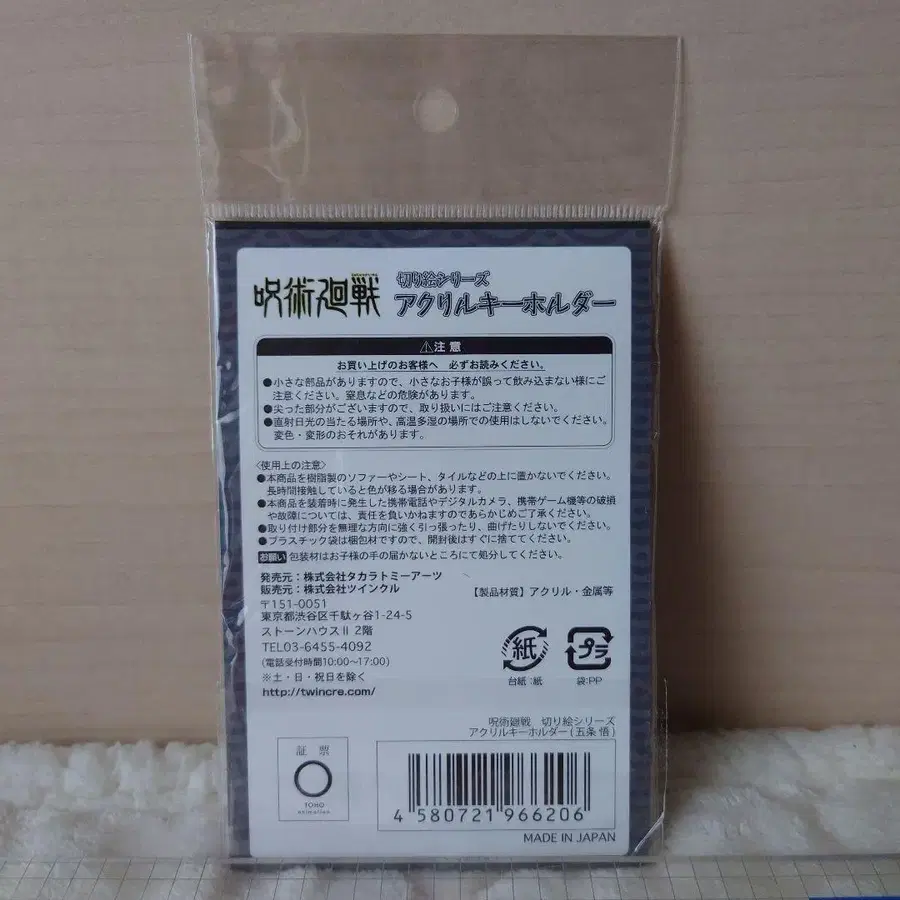 呪術廻戦
切り絵シリーズ
アクリルキーホルダー
⚠注意
お買い上げのお客様へ 必ずお読みください。
●小さな部品がありますので、小さなお子様が誤って飲み込まない様にご
注意ください。窒息などの危険があります。
●尖った部分がございますので、取り扱いにはご注意ください。
●直射日光の当たる場所や、高温多湿の場所での使用はしないでください。
変色・変形のおそれがあります。
〈使用上の注意〉
●本商品を樹脂製のソファーやシート、タイルなどの上に置かないでください。
長時間接触していると色が移る場合があります。
●本商品を装着時に発生した携帯電話やデジタルカメラ、携帯ゲーム機等の破損
や故障については、責任を負いかねますのであらかじめご了承ください。
●取り付け部分を無理な方向に強く引っ張ったり、曲げたりしないでください。
●プラスチック袋は梱包材ですので、開封後はすぐに捨ててください。
お願い 包装材はお子様の手の届かないところにて処分してください。
発売元:株式会社タカラトミーアーツ
販売元:株式会社ツインクル
【製品材質】アクリル・金属等
〒151-0051
東京都渋谷区千駄ヶ谷1-24-5
ストーンハウスⅡ 2階
TEL03-6455-4092
(電話受付時間10:00~17:00)
※土・日・祝日を除く
http://twincre.com/
紙
台紙:紙
プラ
袋:PP
呪術廻戦 切り絵シリーズ
アクリルキーホルダー(五条 悟)
証票
TOHO
animation
4 580721 966206
MADE IN JAPAN